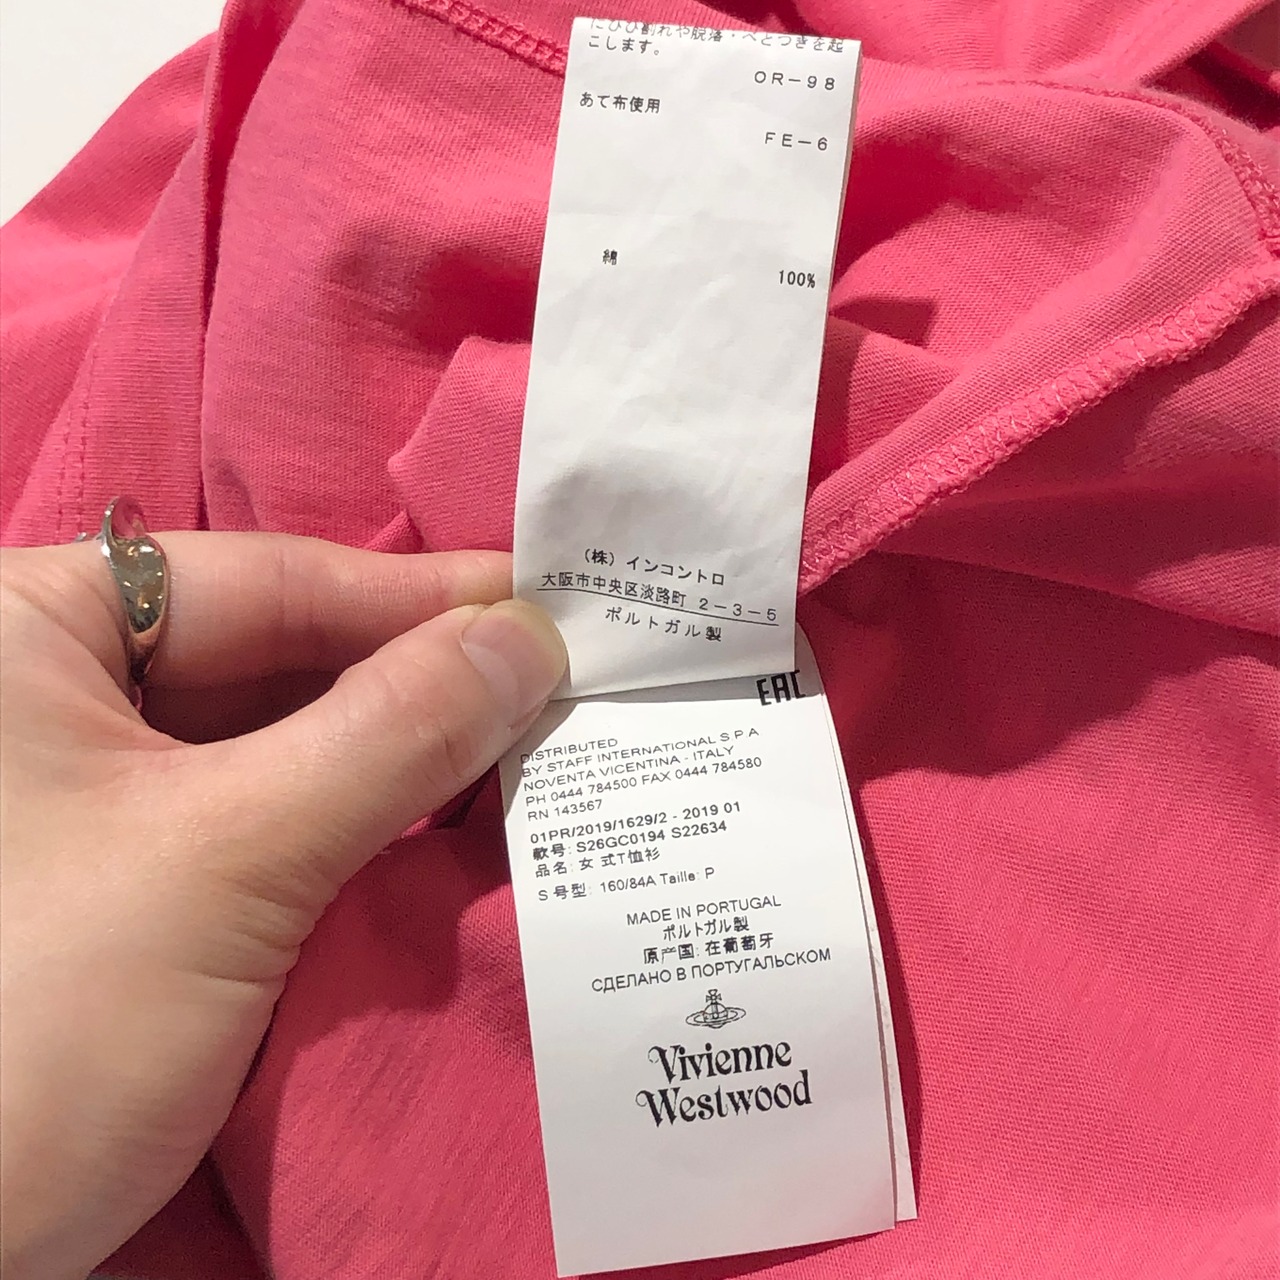 たひび割れや脱落・べとつきを起
こします。
OR-98
あて布使用
FE-6
綿 100%
(株) インコントロ
大阪市中央区淡路町 2-3-5
ポルトガル製
EAC
DISTRIBUTED
BY STAFF INTERNATIONAL S P A
NOVENTA VICENTINA - ITALY
PH 0444 784500 FAX 0444 784580
RN 143567
01PR/2019/1629/2 - 2019 01
款号: S26GC0194 S22634
品名: 女 式T恤衫
S 号型: 160/84A Taille: P
MADE IN PORTUGAL
ポルトガル製
原产国: 在葡萄牙
СДЕЛАНО В ПОРТУГАЛЬСКОМ
Vivienne
Westwood